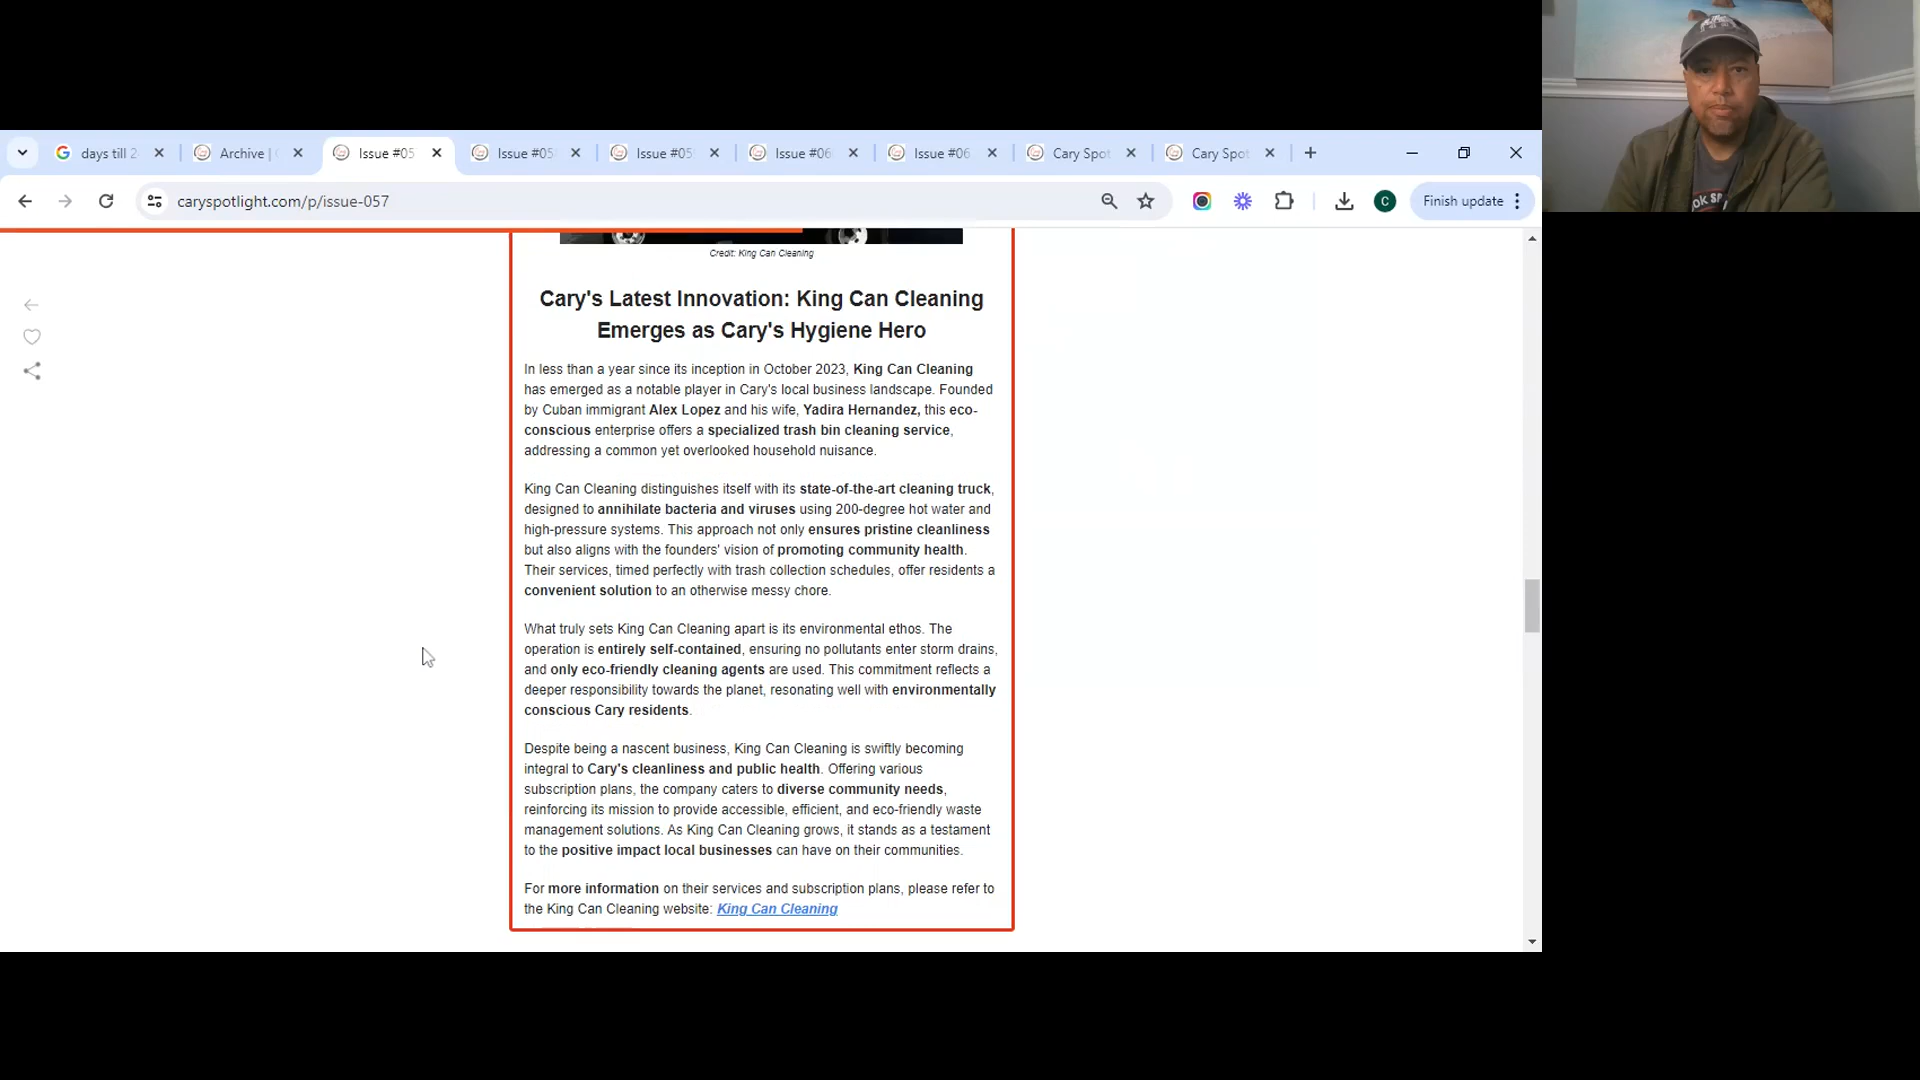 days till 2
Archive |
Issue #05
Issue #05
Issue #05
Issue #06
Issue #06
Cary Spot
Cary Spot
caryspotlight.com/p/issue-057
C
Finish update
Credit: King Can Cleaning
Cary's Latest Innovation: King Can Cleaning
Emerges as Cary's Hygiene Hero
In less than a year since its inception in October 2023, King Can Cleaning
has emerged as a notable player in Cary's local business landscape. Founded
by Cuban immigrant Alex Lopez and his wife, Yadira Hernandez, this eco-
conscious enterprise offers a specialized trash bin cleaning service,
addressing a common yet overlooked household nuisance.
King Can Cleaning distinguishes itself with its state-of-the-art cleaning truck,
designed to annihilate bacteria and viruses using 200-degree hot water and
high-pressure systems. This approach not only ensures pristine cleanliness
but also aligns with the founders' vision of promoting community health.
Their services, timed perfectly with trash collection schedules, offer residents a
convenient solution to an otherwise messy chore.
What truly sets King Can Cleaning apart is its environmental ethos. The
operation is entirely self-contained, ensuring no pollutants enter storm drains,
and only eco-friendly cleaning agents are used. This commitment reflects a
deeper responsibility towards the planet, resonating well with environmentally
conscious Cary residents.
Despite being a nascent business, King Can Cleaning is swiftly becoming
integral to Cary's cleanliness and public health. Offering various
subscription plans, the company caters to diverse community needs,
reinforcing its mission to provide accessible, efficient, and eco-friendly waste
management solutions. As King Can Cleaning grows, it stands as a testament
to the positive impact local businesses can have on their communities.
For more information on their services and subscription plans, please refer to
the King Can Cleaning website: King Can Cleaning